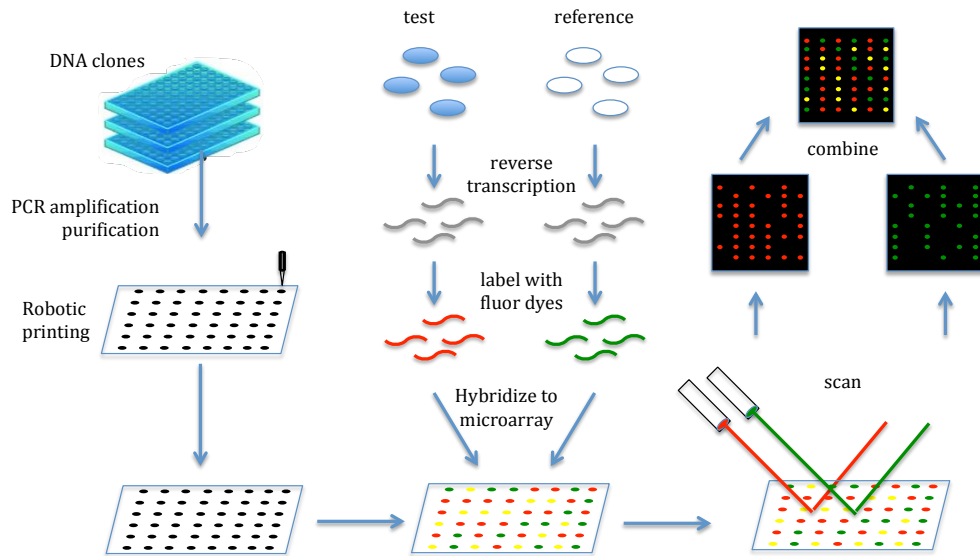 test
reference
DNA clones
PCR amplification
purification
Robotic
printing
reverse
transcription
label with
fluor dyes
Hybridize to
microarray
combine
scan